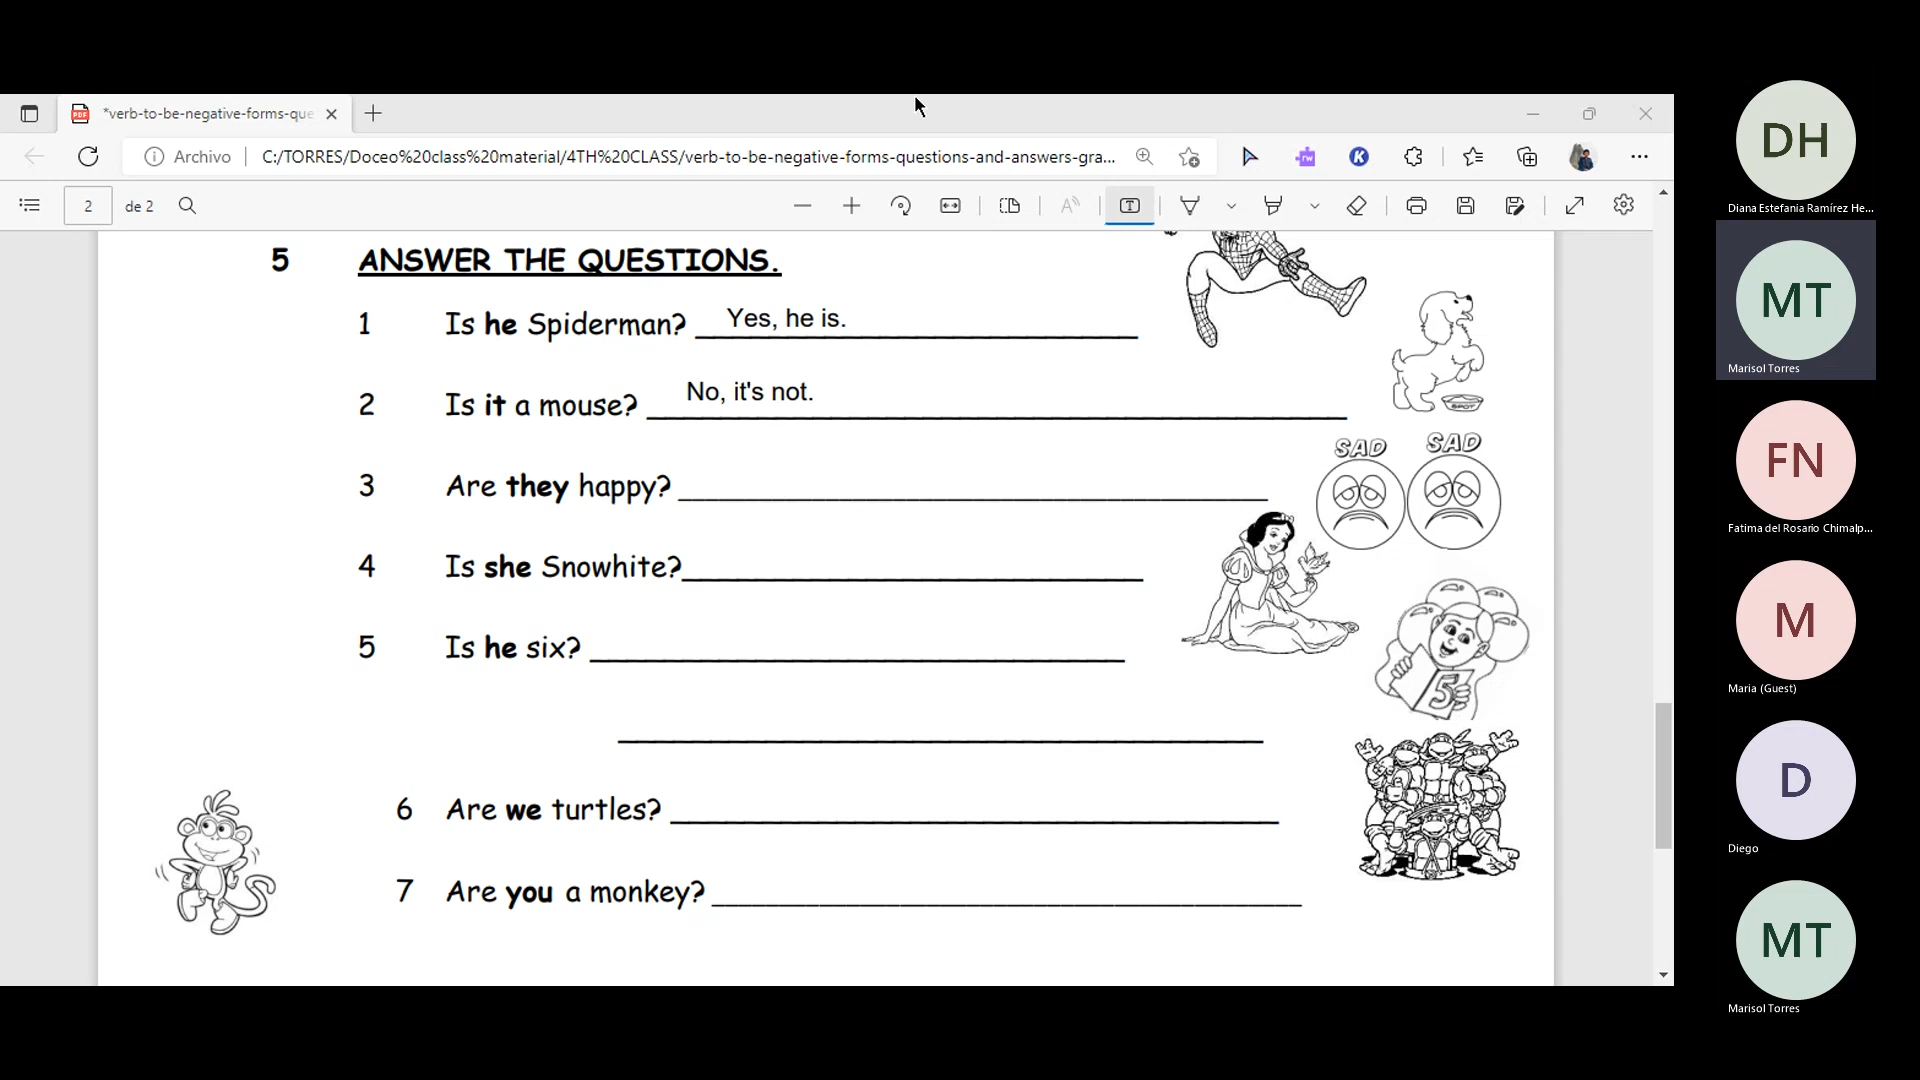 *verb-to-be-negative-forms-que
Archivo
C:/TORRES/Doceo%20class%20material/4TH%20CLASS/verb-to-be-negative-forms-questions-and-answers-gra...
2 de 2
5 ANSWER THE QUESTIONS.
1 Is he Spiderman? Yes, he is.
2 Is it a mouse? No, it's not.
SPOT
3 Are they happy?
SAD SAD
4 Is she Snowhite?
5 Is he six?
5
6 Are we turtles?
7 Are you a monkey?
DH
Diana Estefania Ramírez He...
MT
Marisol Torres
FN
Fatima del Rosario Chimalp...
M
Maria (Guest)
D
Diego
MT
Marisol Torres